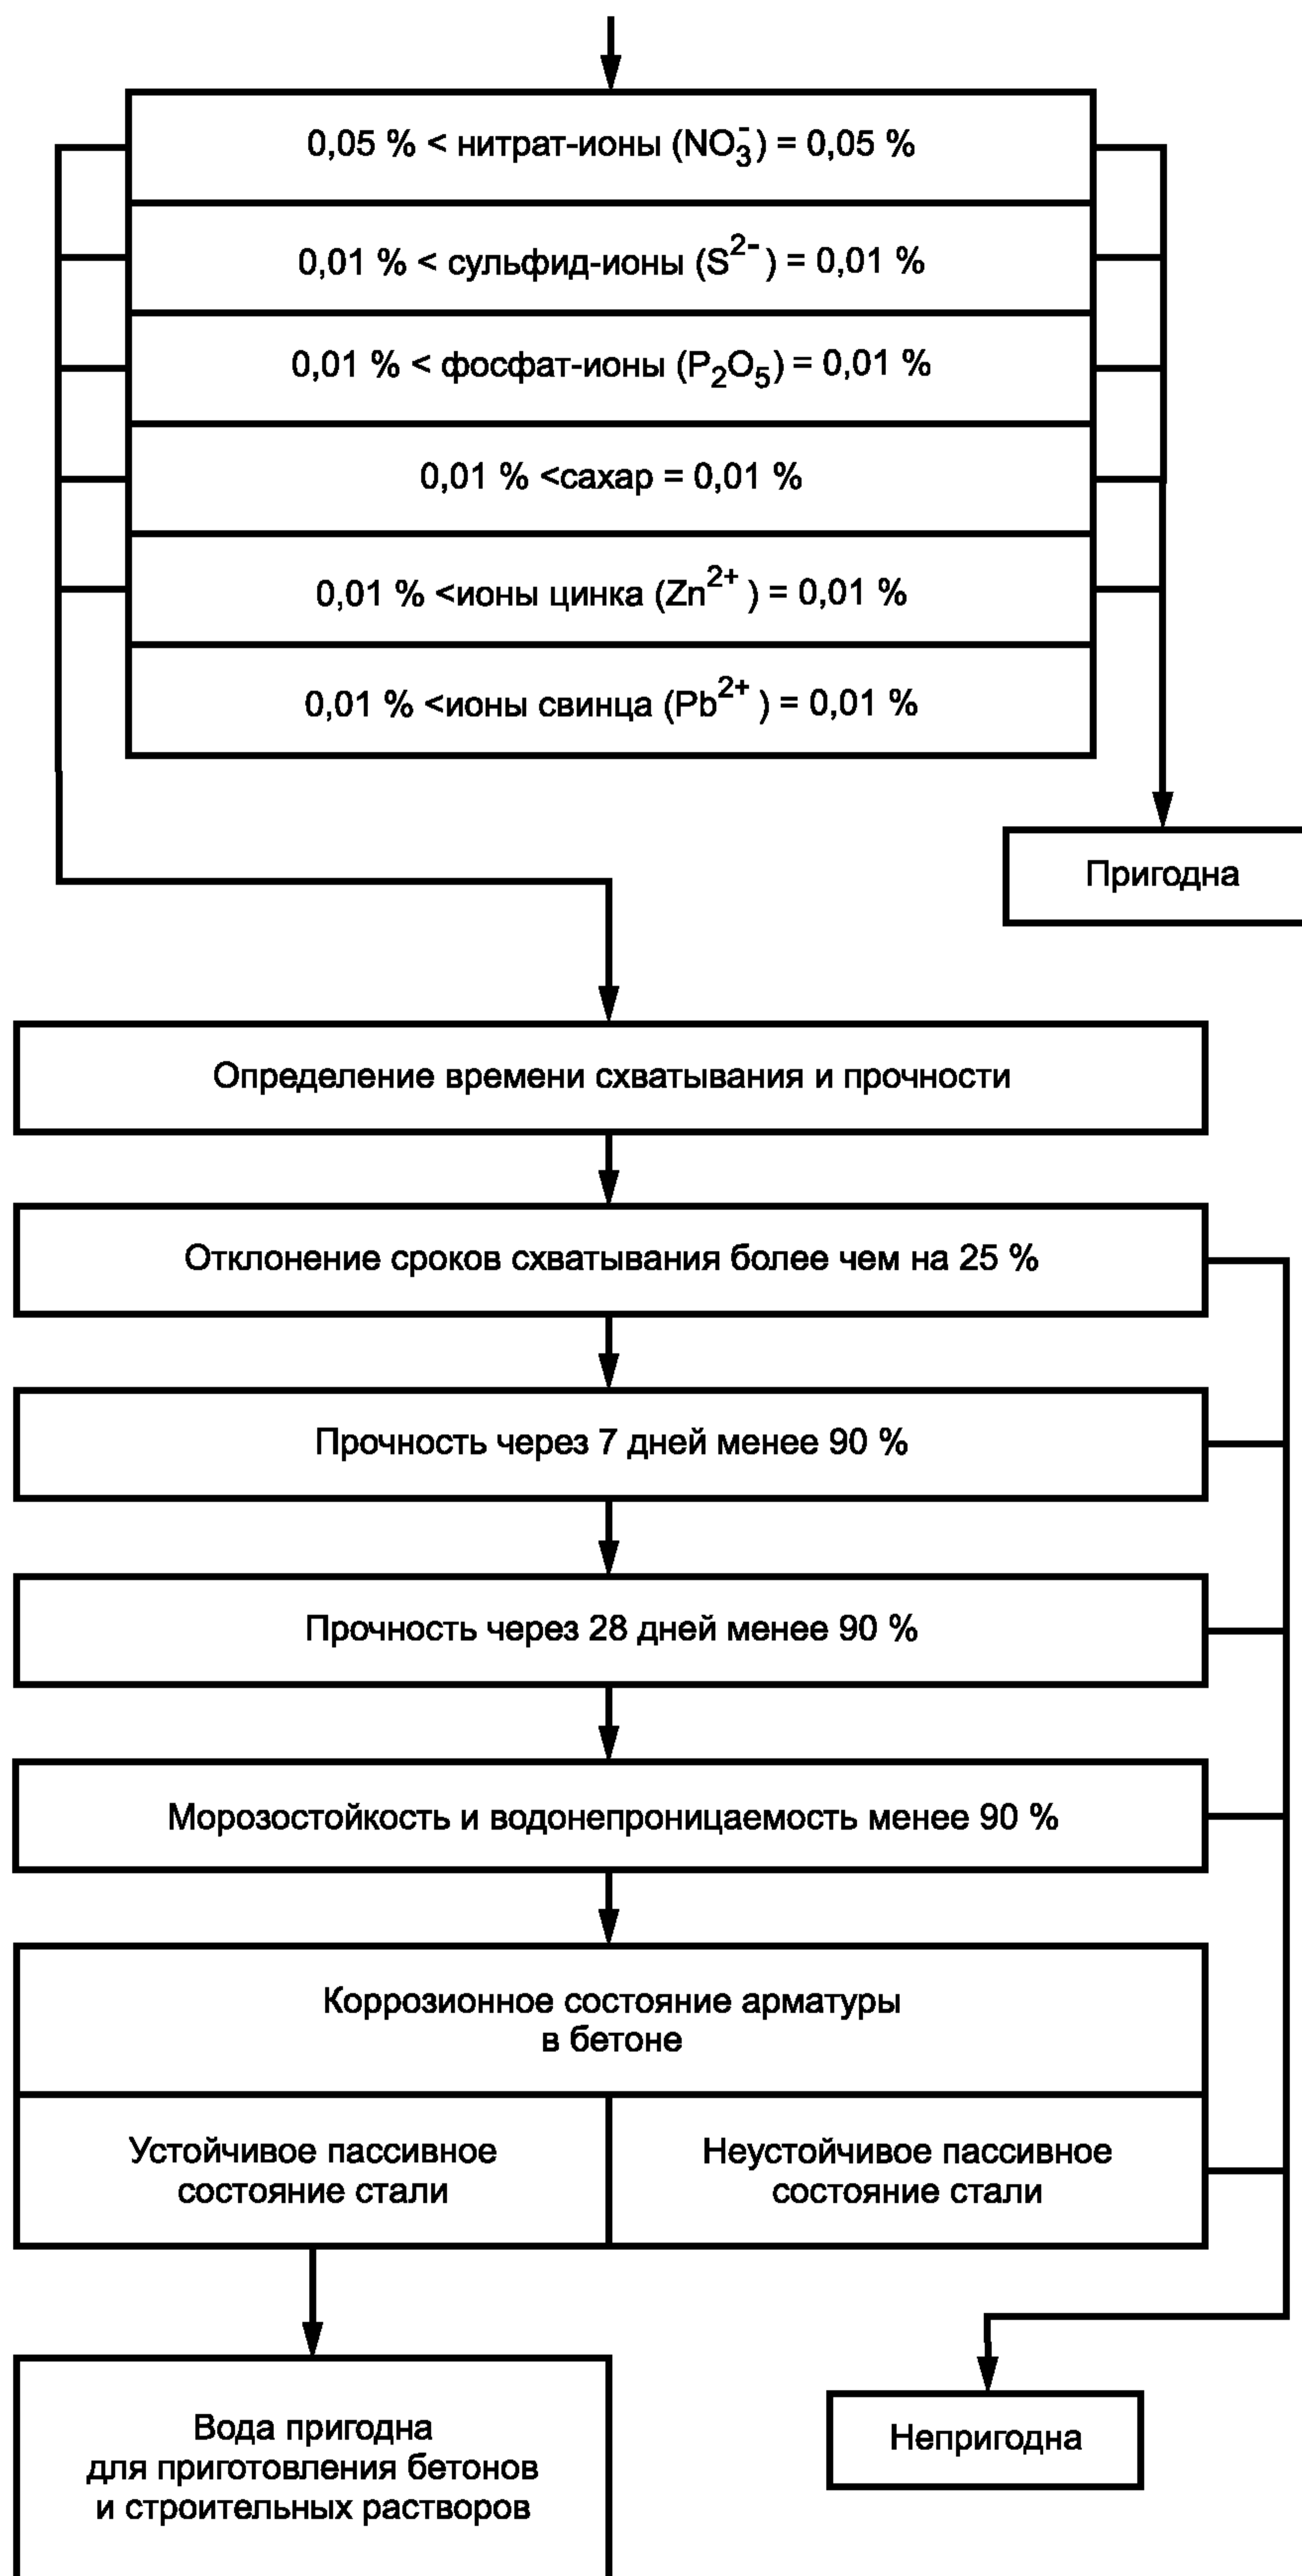 0,05 % < нитрат-ионы (NO₃⁻) = 0,05 %
0,01 % < сульфид-ионы (S²⁻ ) = 0,01 %
0,01 % < фосфат-ионы (P₂O₅) = 0,01 %
0,01 % <сахар = 0,01 %
0,01 % <ионы цинка (Zn²⁺ ) = 0,01 %
0,01 % <ионы свинца (Pb²⁺ ) = 0,01 %
Пригодна
Определение времени схватывания и прочности
Отклонение сроков схватывания более чем на 25 %
Прочность через 7 дней менее 90 %
Прочность через 28 дней менее 90 %
Морозостойкость и водонепроницаемость менее 90 %
Коррозионное состояние арматуры
в бетоне
Устойчивое пассивное
состояние стали
Неустойчивое пассивное
состояние стали
Вода пригодна
для приготовления бетонов
и строительных растворов
Непригодна